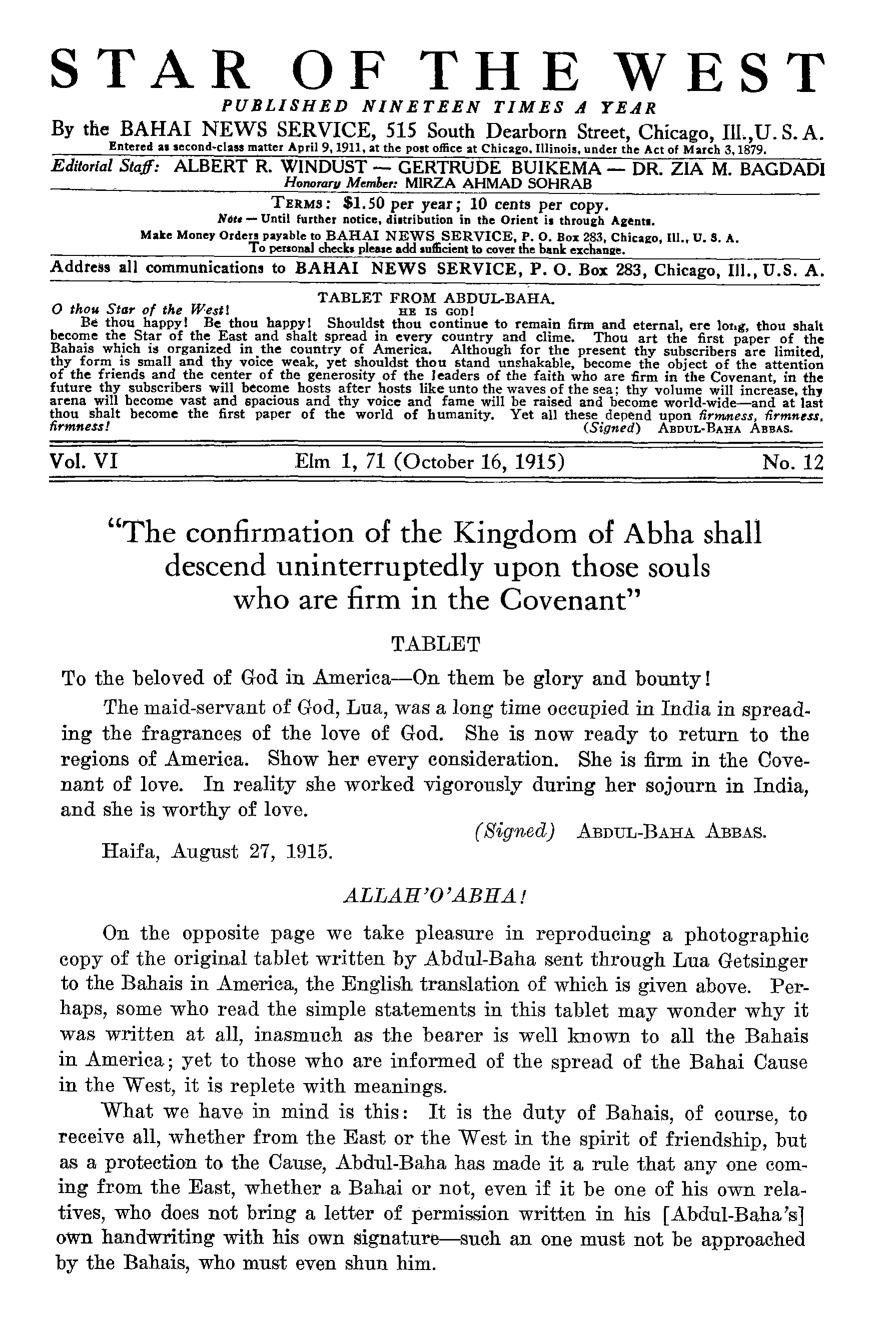 STAR OF THE WEST
PUBLISHED NINETEEN TIMES A YEAR
By the BAHAI NEWS SERVICE, 515 South Dearborn Street, Chicago, Ill., U. S. A.
Entered as second-class matter April 9, 1911, at the post office at Chicago. Illinois, under the Act of March 3, 1879.
Editorial Staff: ALBERT R. WINDUST — GERTRUDE BUIKEMA — DR. ZIA M. BAGDADI
Honorary Member: MIRZA AHMAD SOHRAB
TERMS: $1.50 per year; 10 cents per copy.
Note — Until further notice, distribution in the Orient is through Agents.
Make Money Orders payable to BAHAI NEWS SERVICE, P. O. Box 283, Chicago, Ill., U. S. A.
To personal checks please add sufficient to cover the bank exchange.
Address all communications to BAHAI NEWS SERVICE, P. O. Box 283, Chicago, Ill., U. S. A.
TABLET FROM ABDUL-BAHA.
O thou Star of the West! HE IS GOD!
Be thou happy! Be thou happy! Shouldst thou continue to remain firm and eternal, ere long, thou shalt
become the Star of the East and shalt spread in every country and clime. Thou art the first paper of the
Bahais which is organized in the country of America. Although for the present thy subscribers are limited,
thy form is small and thy voice weak, yet shouldst thou stand unshakable, become the object of the attention
of the friends and the center of the generosity of the leaders of the faith who are firm in the Covenant, in the
future thy subscribers will become hosts after hosts like unto the waves of the sea; thy volume will increase, thy
arena will become vast and spacious and thy voice and fame will be raised and become world-wide—and at last
thou shalt become the first paper of the world of humanity. Yet all these depend upon firmness, firmness,
firmness! (Signed) ABDUL-BAHA ABBAS.
Vol. VI Elm 1, 71 (October 16, 1915) No. 12
“The confirmation of the Kingdom of Abha shall
descend uninterruptedly upon those souls
who are firm in the Covenant”
TABLET
To the beloved of God in America—On them be glory and bounty!
The maid-servant of God, Lua, was a long time occupied in India in spread-
ing the fragrances of the love of God. She is now ready to return to the
regions of America. Show her every consideration. She is firm in the Cove-
nant of love. In reality she worked vigorously during her sojourn in India,
and she is worthy of love.
(Signed) ABDUL-BAHA ABBAS.
Haifa, August 27, 1915.
ALLAH’O’ABHA!
On the opposite page we take pleasure in reproducing a photographic
copy of the original tablet written by Abdul-Baha sent through Lua Getsinger
to the Bahais in America, the English translation of which is given above. Per-
haps, some who read the simple statements in this tablet may wonder why it
was written at all, inasmuch as the bearer is well known to all the Bahais
in America; yet to those who are informed of the spread of the Bahai Cause
in the West, it is replete with meanings.
What we have in mind is this: It is the duty of Bahais, of course, to
receive all, whether from the East or the West in the spirit of friendship, but
as a protection to the Cause, Abdul-Baha has made it a rule that any one com-
ing from the East, whether a Bahai or not, even if it be one of his own rela-
tives, who does not bring a letter of permission written in his [Abdul-Baha’s]
own handwriting with his own signature—such an one must not be approached
by the Bahais, who must even shun him.